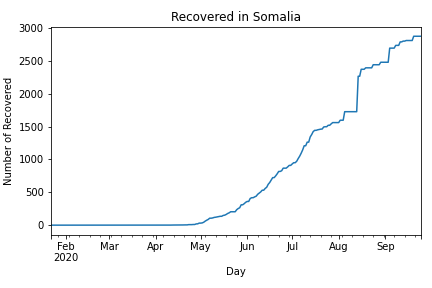 Recovered in Somalia
Number of Recovered
3000
2500
2000
1500
1000
500
0
Feb Mar Apr May Jun Jul Aug Sep
2020
Day